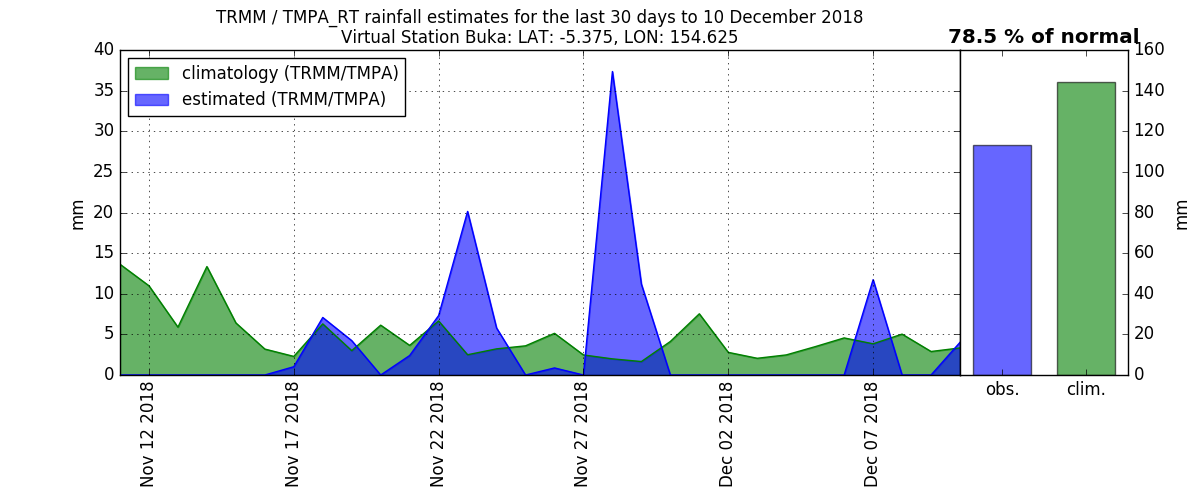 TRMM / TMPA_RT rainfall estimates for the last 30 days to 10 December 2018
Virtual Station Buka: LAT: -5.375, LON: 154.625
78.5 % of normal
climatology (TRMM/TMPA)
estimated (TRMM/TMPA)
mm
40
35
30
25
20
15
10
5
0
Nov 12 2018
Nov 17 2018
Nov 22 2018
Nov 27 2018
Dec 02 2018
Dec 07 2018
obs.
clim.
160
140
120
100
80
60
40
20
0
mm